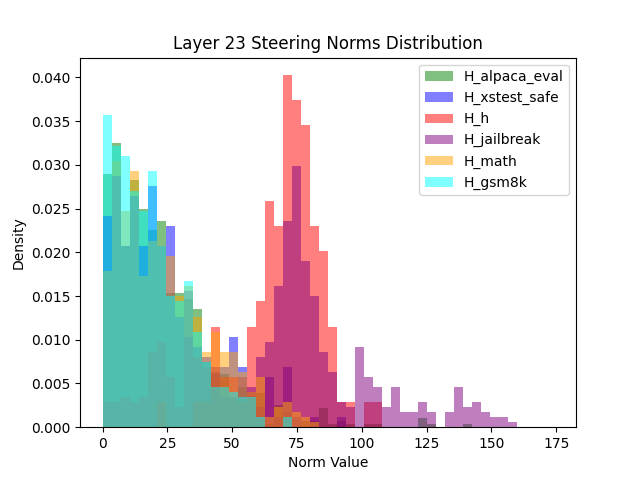 Layer 23 Steering Norms Distribution
H_alpaca_eval
H_xstest_safe
H_h
H_jailbreak
H_math
H_gsm8k
0.040
0.035
0.030
0.025
0.020
0.015
0.010
0.005
0.000
Density
0 25 50 75 100 125 150 175
Norm Value